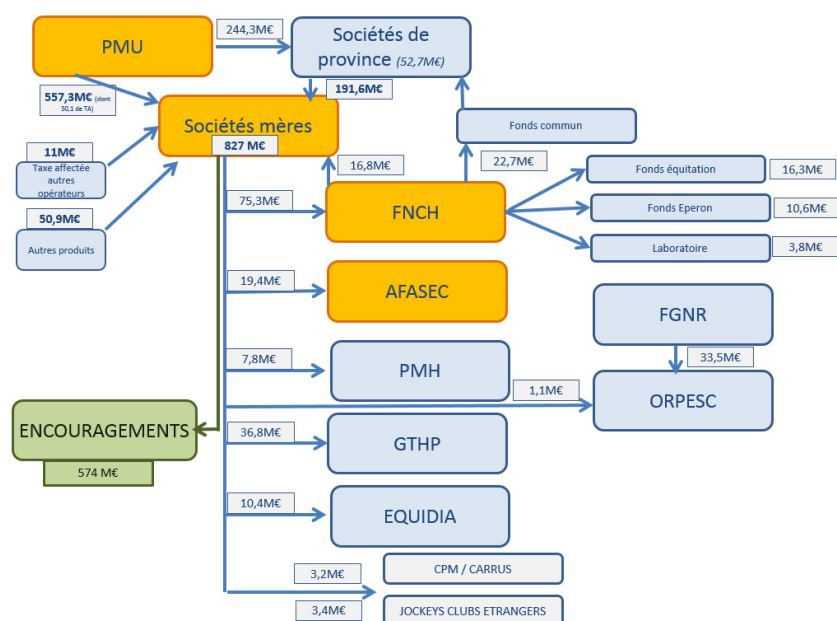 PMU
244,3M€
Sociétés de
province (52,7M€)
557,3M€ (dont
50,1 de TA)
191,6M€
Sociétés mères
827 M€
Fonds commun
11M€
Taxe affectée
autres
opérateurs
16,8M€
22,7M€
Fonds équitation
16,3M€
50,9M€
Autres produits
75,3M€
FNCH
Fonds Eperon
10,6M€
Laboratoire
3,8M€
19,4M€
AFASEC
FGNR
33,5M€
7,8M€
PMH
1,1M€
ORPESC
ENCOURAGEMENTS
574 M€
36,8M€
GTHP
10,4M€
EQUIDIA
3,2M€
CPM / CARRUS
3,4M€
JOCKEYS CLUBS ETRANGERS